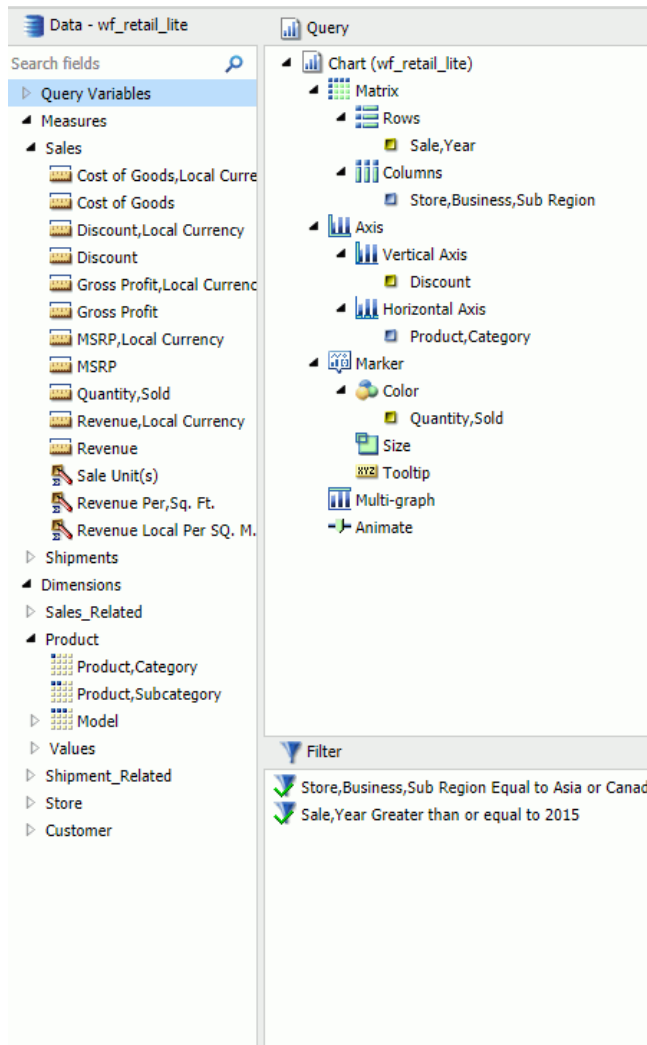 Data - wf_retail_lite
Search fields
Query Variables
Measures
Sales
Cost of Goods,Local Curre
Cost of Goods
Discount,Local Currency
Discount
Gross Profit,Local Currenc
Gross Profit
MSRP,Local Currency
MSRP
Quantity,Sold
Revenue,Local Currency
Revenue
Sale Unit(s)
Revenue Per,Sq. Ft.
Revenue Local Per SQ. M.
Shipments
Dimensions
Sales_Related
Product
Product,Category
Product,Subcategory
Model
Values
Shipment_Related
Store
Customer
Query
Chart (wf_retail_lite)
Matrix
Rows
Sale,Year
Columns
Store,Business,Sub Region
Axis
Vertical Axis
Discount
Horizontal Axis
Product,Category
Marker
Color
Quantity,Sold
Size
XYZ Tooltip
Multi-graph
Animate
Filter
Store,Business,Sub Region Equal to Asia or Canad
Sale,Year Greater than or equal to 2015